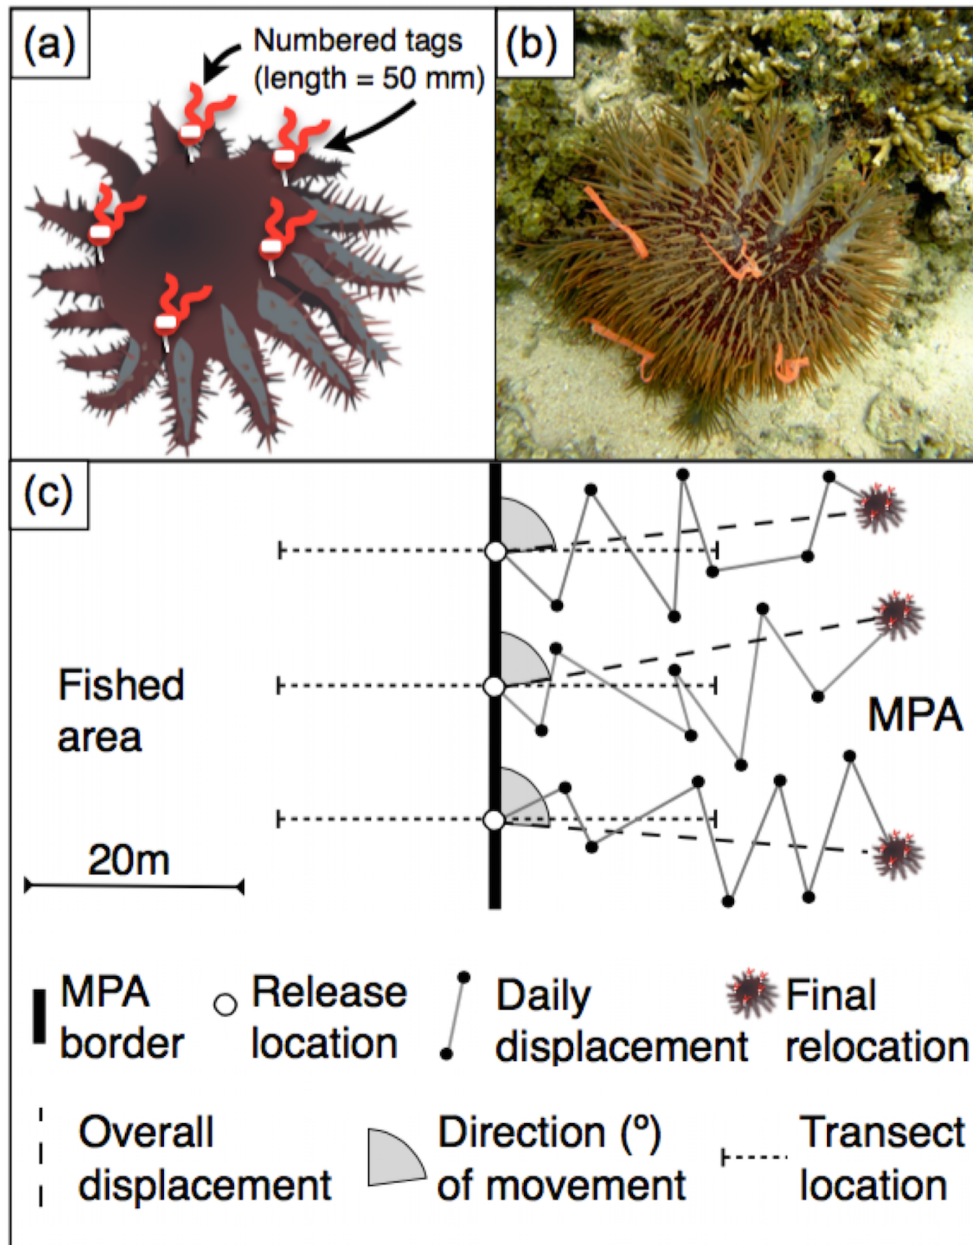 (a)
Numbered tags
(length = 50 mm)
(b)
(c)
Fished
area
MPA
20m
MPA
border
Release
location
Daily
displacement
Final
relocation
Overall
displacement
Direction (º)
of movement
Transect
location